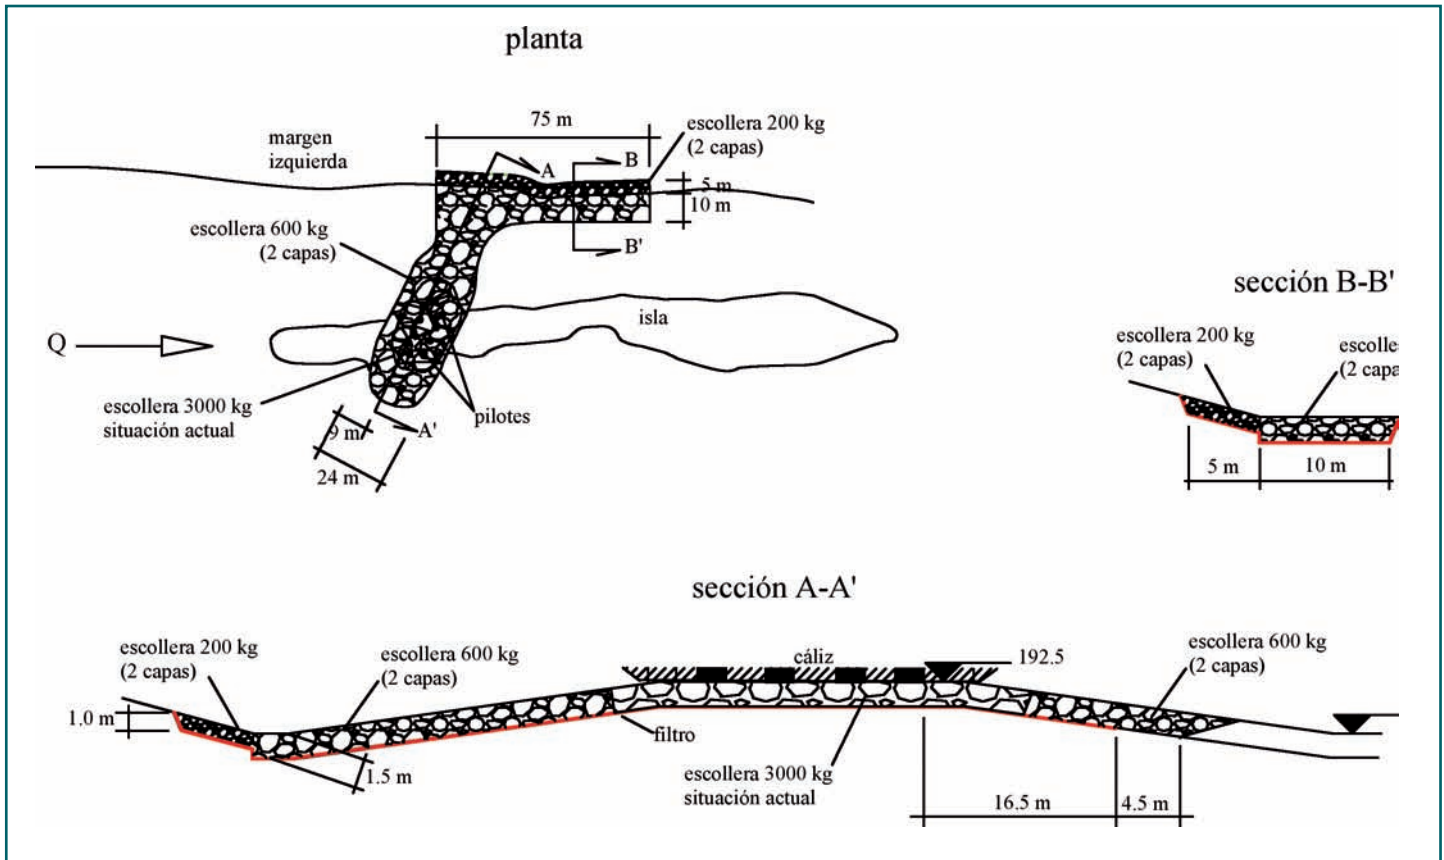 planta
75 m
escollera 200 kg
(2 capas)
margen
izquierda
A
B
5 m
10 m
escollera 600 kg
(2 capas)
B'
sección B-B'
isla
Q
escollera 200 kg
(2 capas)
escolle
(2 capa
escollera 3000 kg
situación actual
pilotes
9 m
A'
24 m
5 m
10 m
sección A-A'
escollera 200 kg
(2 capas)
escollera 600 kg
(2 capas)
cáliz
192.5
escollera 600 kg
(2 capas)
1.0 m
filtro
1.5 m
escollera 3000 kg
situación actual
16.5 m
4.5 m